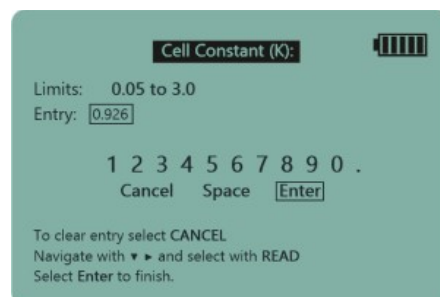 Cell Constant (K):
Limits: 0.05 to 3.0
Entry: 0.926
1 2 3 4 5 6 7 8 9 0 .
Cancel Space Enter
To clear entry select CANCEL
Navigate with ▼ ► and select with READ
Select Enter to finish.